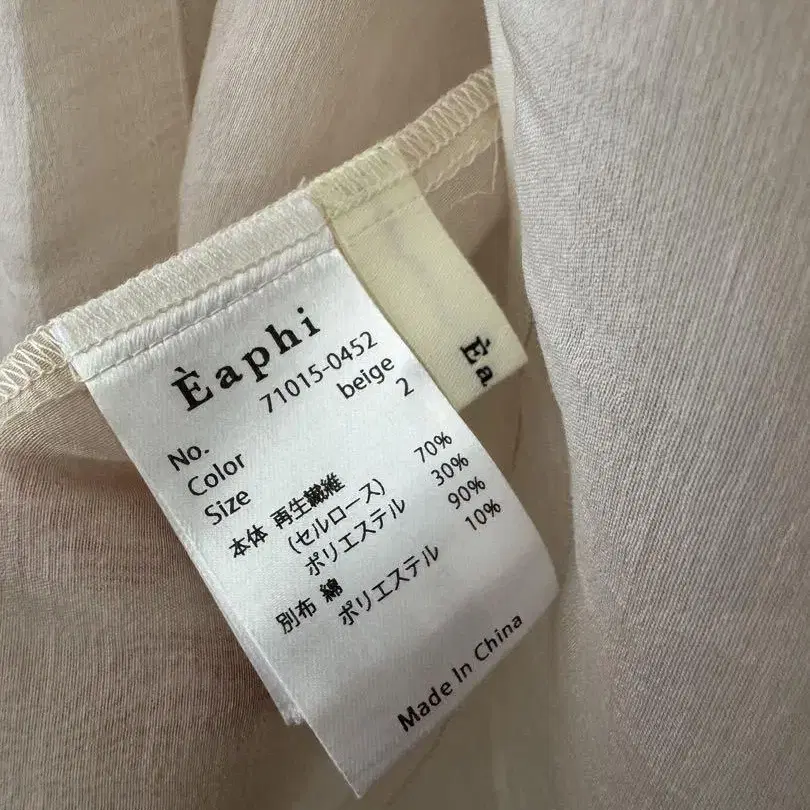 Èaphi
No. 71015-0452
Color beige
Size 2
本体 再生繊維 70%
(セルロース)
ポリエステル 30%
別布 綿 90%
ポリエステル 10%
Made In China
Èa